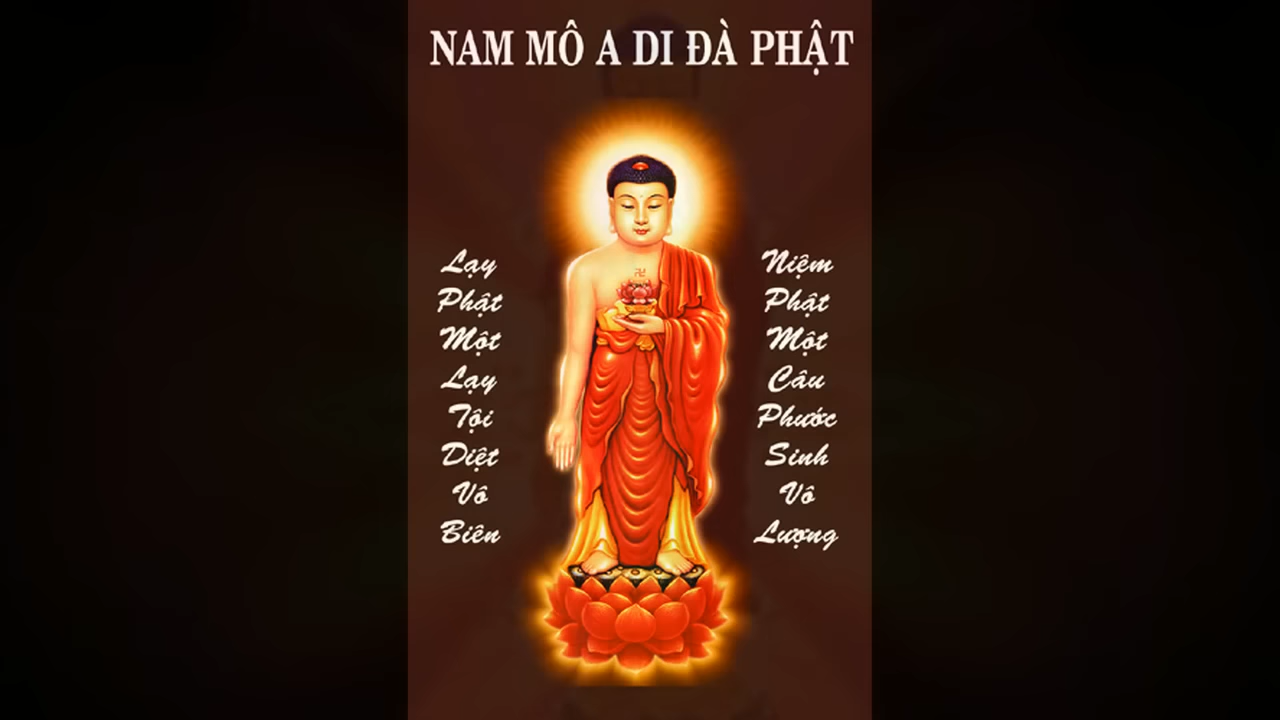 NAM MÔ A DI ĐÀ PHẬT
Lạy
Phật
Một
Lạy
Tội
Diệt
Vô
Biên
Niệm
Phật
Một
Câu
Phước
Sinh
Vô
Lượng
卍